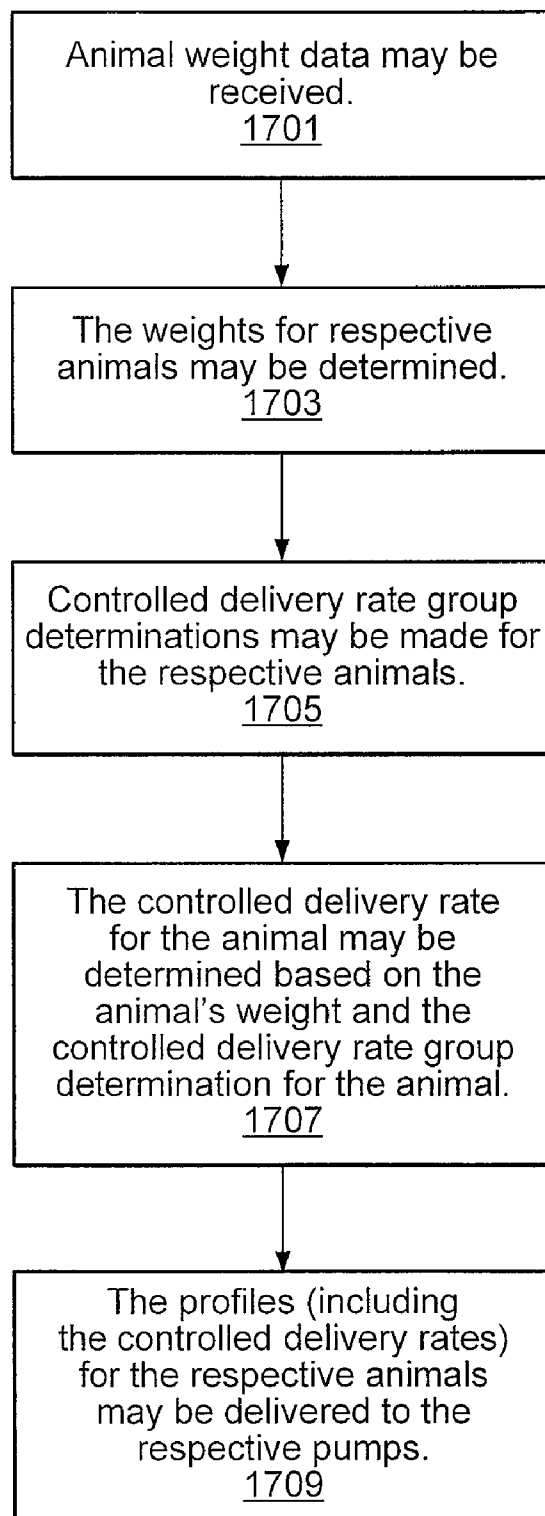 Animal weight data may be
received.
1701
The weights for respective
animals may be determined.
1703
Controlled delivery rate group
determinations may be made for
the respective animals.
1705
The controlled delivery rate
for the animal may be
determined based on the
animal's weight and the
controlled delivery rate group
determination for the animal.
1707
The profiles (including
the controlled delivery rates)
for the respective animals
may be delivered to the
respective pumps.
1709